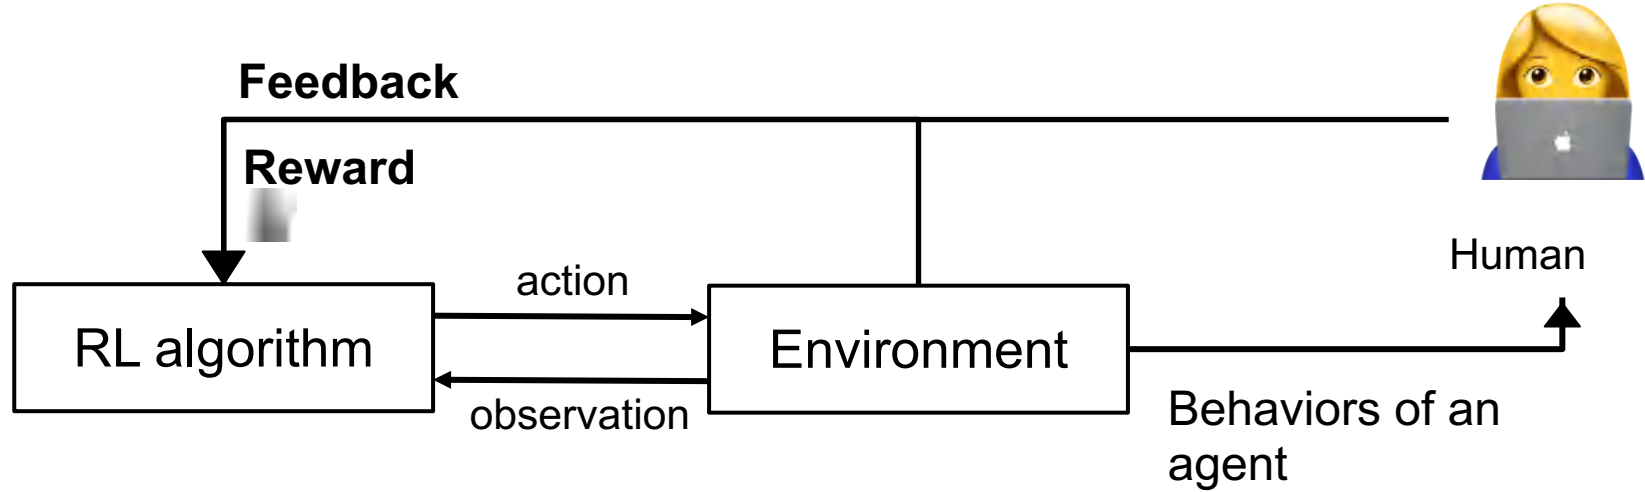 Feedback
Reward
Human
action
RL algorithm
Environment
observation
Behaviors of an
agent